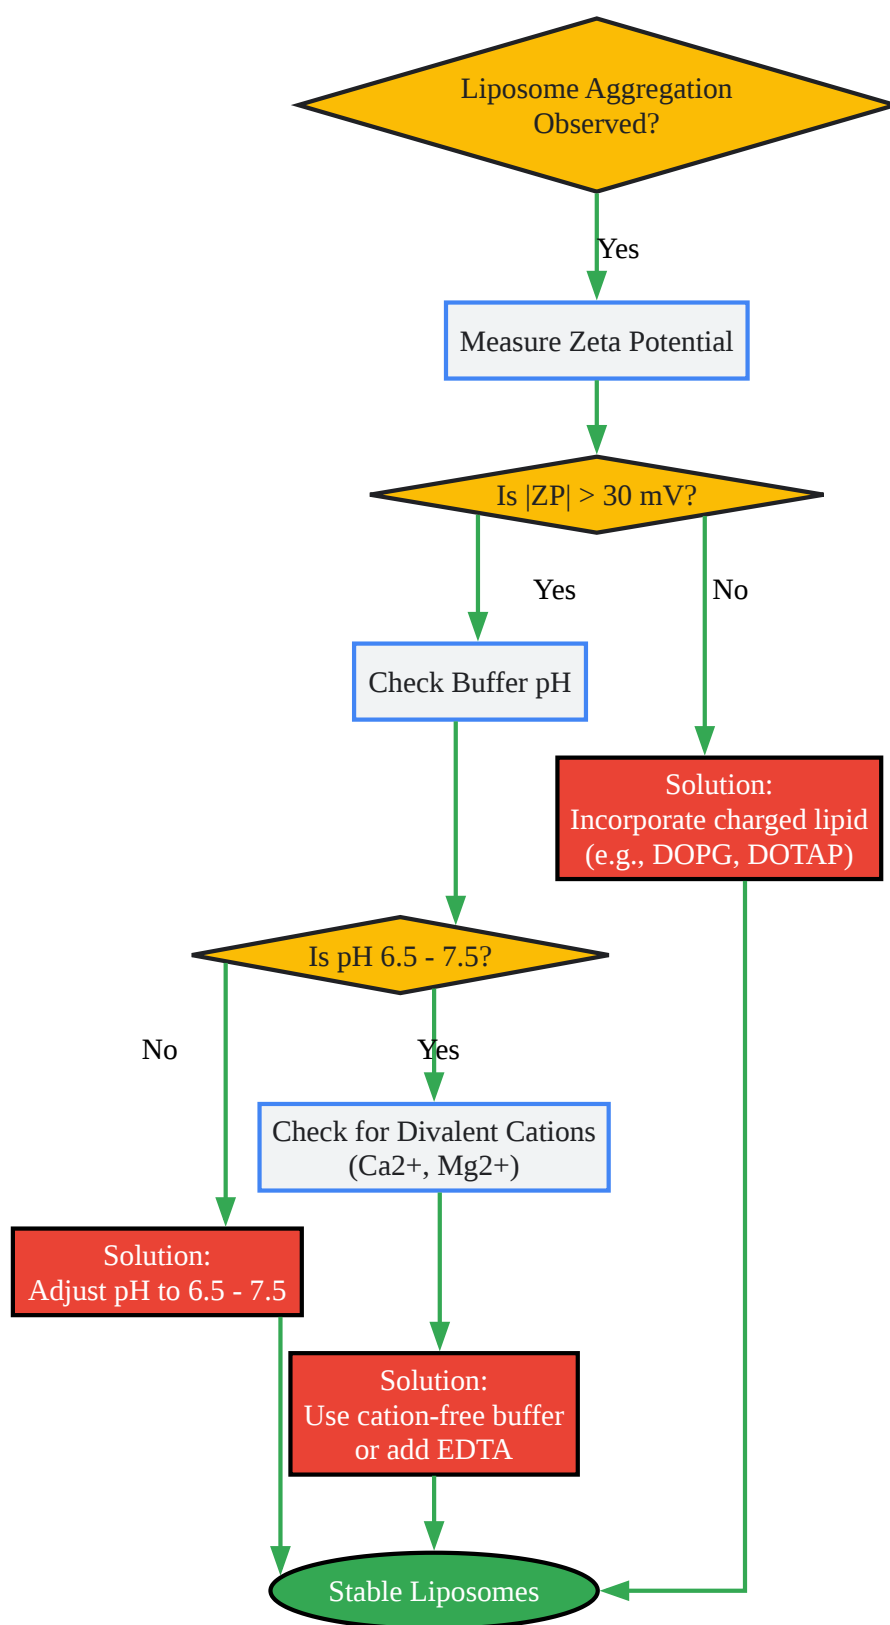 Liposome Aggregation
Observed?
Yes
Measure Zeta Potential
Is |ZP| > 30 mV?
Yes
No
Check Buffer pH
Solution:
Incorporate charged lipid
(e.g., DOPG, DOTAP)
Is pH 6.5 - 7.5?
No
Yes
Check for Divalent Cations
(Ca2+, Mg2+)
Solution:
Adjust pH to 6.5 - 7.5
Solution:
Use cation-free buffer
or add EDTA
Stable Liposomes